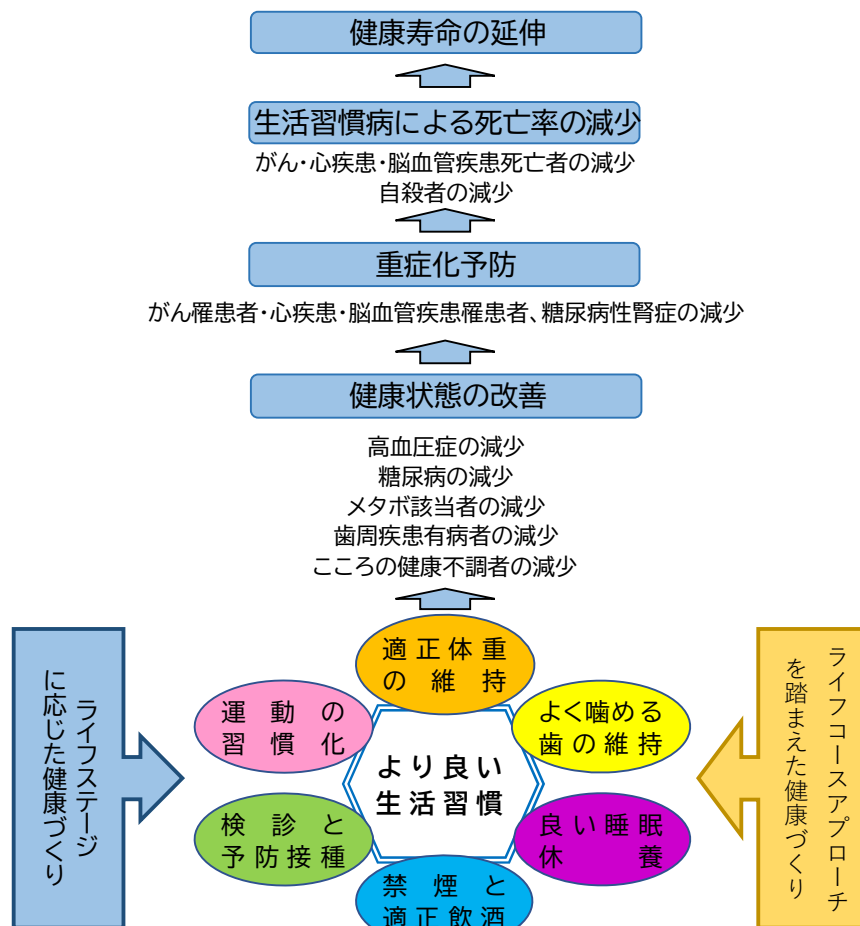 健康寿命の延伸
生活習慣病による死亡率の減少
がん・心疾患・脳血管疾患死亡者の減少
自殺者の減少
重症化予防
がん罹患者・心疾患・脳血管疾患罹患者、糖尿病性腎症の減少
健康状態の改善
高血圧症の減少
糖尿病の減少
メタボ該当者の減少
歯周疾患有病者の減少
こころの健康不調者の減少
ライフステージ
に応じた健康づくり
適正体重
の維持
運動の
習慣化
よく噛める
歯の維持
より良い
生活習慣
検診と
予防接種
良い睡眠
休養
禁煙と
適正飲酒
ライフコースアプローチ
を踏まえた健康づくり